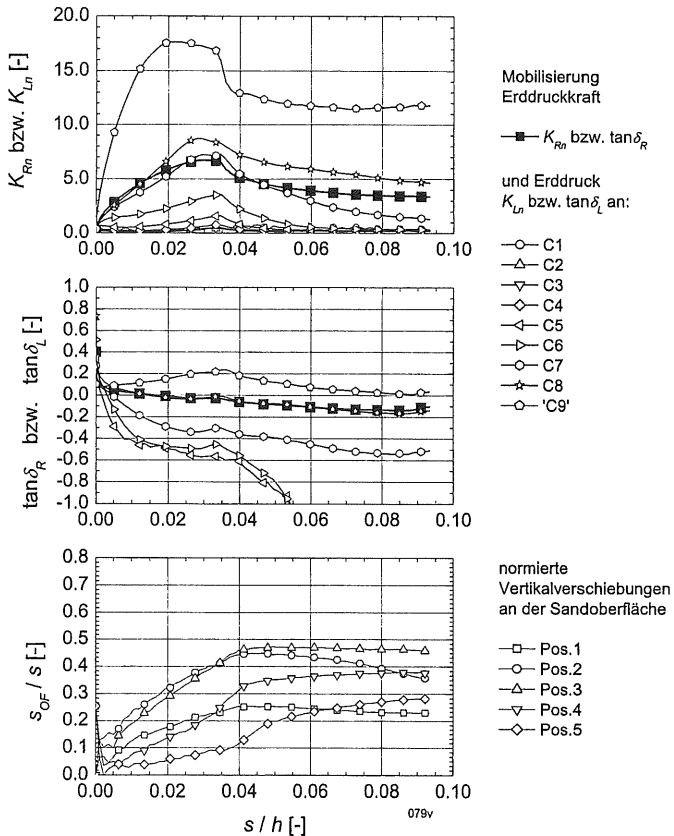 20.0
15.0
10.0
5.0
0.0
K_Rn bzw. K_Ln [-]
0.00 0.02 0.04 0.06 0.08 0.10
Mobilisierung
Erddruckkraft
K_Rn bzw. tanδ_R
und Erddruck
K_Ln bzw. tanδ_L an:
C1
C2
C3
C4
C5
C6
C7
C8
'C9'
1.0
0.8
0.6
0.4
0.2
0.0
-0.2
-0.4
-0.6
-0.8
-1.0
tanδ_R bzw. tanδ_L [-]
0.00 0.02 0.04 0.06 0.08 0.10
0.8
0.7
0.6
0.5
0.4
0.3
0.2
0.1
0.0
s_OF / s [-]
0.00 0.02 0.04 0.06 0.08 0.10
s / h [-]
079v
normierte
Vertikalverschiebungen
an der Sandoberfläche
Pos.1
Pos.2
Pos.3
Pos.4
Pos.5